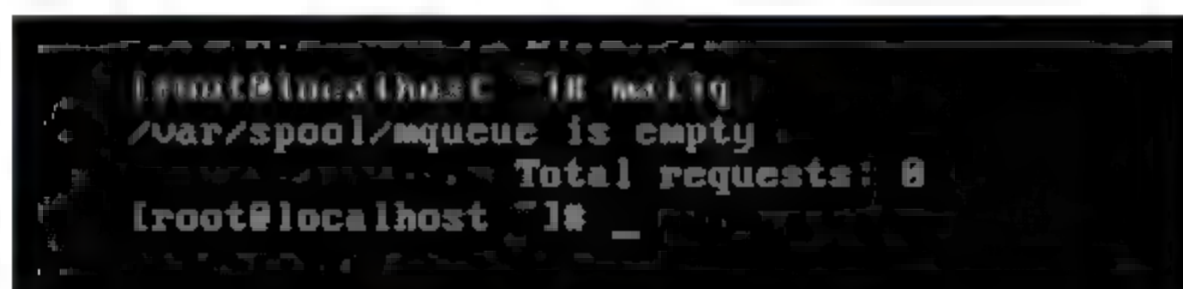 [root@localhost ~]# mailq
/var/spool/mqueue is empty
Total requests: 0
[root@localhost ~]# _